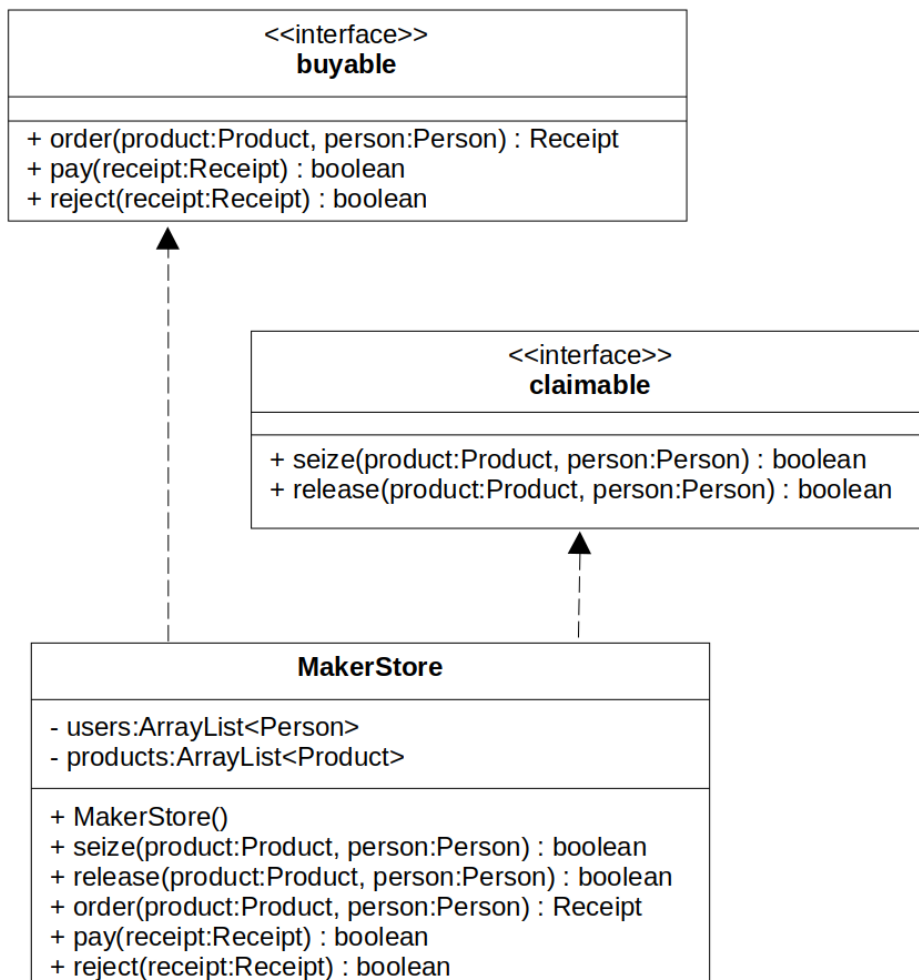 <<interface>>
buyable
+ order(product:Product, person:Person) : Receipt
+ pay(receipt:Receipt) : boolean
+ reject(receipt:Receipt) : boolean
<<interface>>
claimable
+ seize(product:Product, person:Person) : boolean
+ release(product:Product, person:Person) : boolean
MakerStore
- users:ArrayList<Person>
- products:ArrayList<Product>
+ MakerStore()
+ seize(product:Product, person:Person) : boolean
+ release(product:Product, person:Person) : boolean
+ order(product:Product, person:Person) : Receipt
+ pay(receipt:Receipt) : boolean
+ reject(receipt:Receipt) : boolean